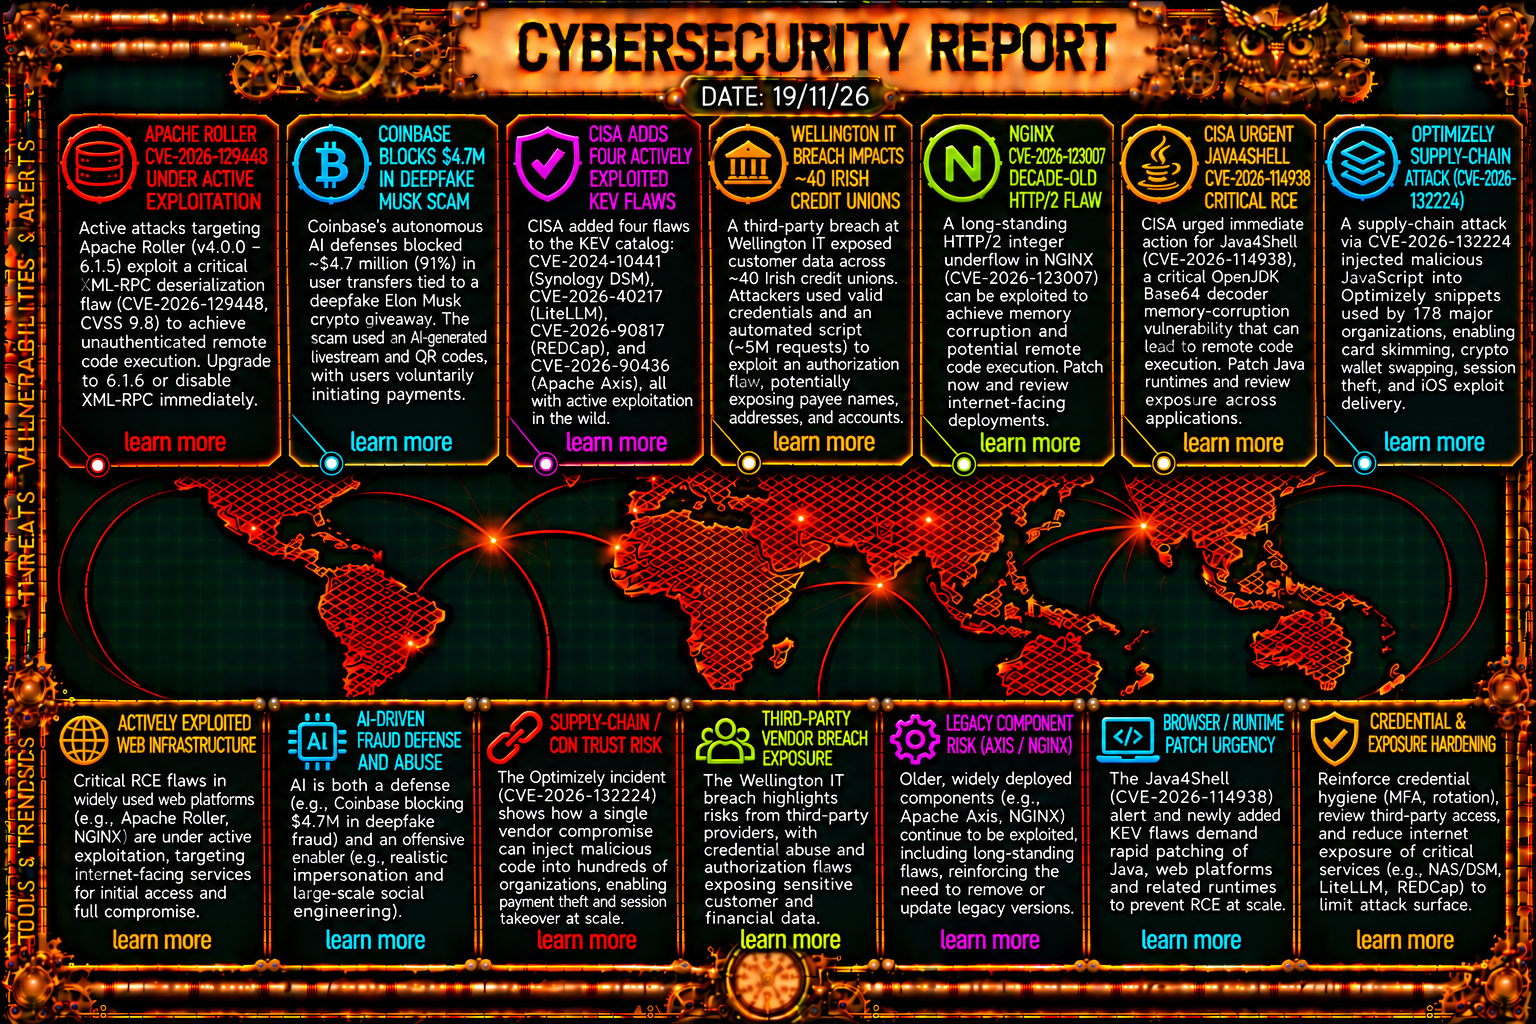 CYBERSECURITY REPORT
DATE: 19/11/26
THREATS VULNERABILITIES & ALERTS
APACHE ROLLER
CVE-2026-129448
UNDER ACTIVE
EXPLOITATION
Active attacks targeting
Apache Roller (v4.0.0 –
6.1.5) exploit a critical
XML-RPC deserialization
flaw (CVE-2026-129448,
CVSS 9.8) to achieve
unauthenticated remote
code execution. Upgrade
to 6.1.6 or disable
XML-RPC immediately.
learn more
COINBASE
BLOCKS $4.7M
IN DEEPFAKE
MUSK SCAM
Coinbase's autonomous
AI defenses blocked
~$4.7 million (91%) in
user transfers tied to a
deepfake Elon Musk
crypto giveaway. The
scam used an AI-generated
livestream and QR codes,
with users voluntarily
initiating payments.
learn more
CISA ADDS
FOUR ACTIVELY
EXPLOITED
KEV FLAWS
CISA added four flaws
to the KEV catalog:
CVE-2024-10441
(Synology DSM),
CVE-2026-40217
(LiteLLM),
CVE-2026-90817
(REDCap), and
CVE-2026-90436
(Apache Axis), all
with active exploitation
in the wild.
learn more
WELLINGTON IT
BREACH IMPACTS
~40 IRISH
CREDIT UNIONS
A third-party breach at
Wellington IT exposed
customer data across
~40 Irish credit unions.
Attackers used valid
credentials and an
automated script
(~5M requests) to
exploit an authorization
flaw, potentially
exposing payee names,
addresses, and accounts.
learn more
N
NGINX
CVE-2026-123007
DECADE-OLD
HTTP/2 FLAW
A long-standing
HTTP/2 integer
underflow in NGINX
(CVE-2026-123007)
can be exploited to
achieve memory
corruption and
potential remote
code execution. Patch
now and review
internet-facing
deployments.
learn more
CISA URGENT
JAVA4SHELL
CVE-2026-114938
CRITICAL RCE
CISA urged immediate
action for Java4Shell
(CVE-2026-114938),
a critical OpenJDK
Base64 decoder
memory-corruption
vulnerability that can
lead to remote code
execution. Patch Java
runtimes and review
exposure across
applications.
learn more
OPTIMIZELY
SUPPLY-CHAIN
ATTACK (CVE-2026-
132224)
A supply-chain attack
via CVE-2026-132224
injected malicious
JavaScript into
Optimizely snippets
used by 178 major
organizations, enabling
card skimming, crypto
wallet swapping, session
theft, and iOS exploit
delivery.
learn more
TOOLS & TRENDSICS
ACTIVELY EXPLOITED
WEB INFRASTRUCTURE
Critical RCE flaws in
widely used web platforms
(e.g., Apache Roller,
NGINX) are under active
exploitation, targeting
internet-facing services
for initial access and
full compromise.
learn more
AI
AI-DRIVEN
FRAUD DEFENSE
AND ABUSE
AI is both a defense
(e.g., Coinbase blocking
$4.7M in deepfake
fraud) and an offensive
enabler (e.g., realistic
impersonation and
large-scale social
engineering).
learn more
SUPPLY-CHAIN /
CDN TRUST RISK
The Optimizely incident
(CVE-2026-132224)
shows how a single
vendor compromise
can inject malicious
code into hundreds of
organizations, enabling
payment theft and session
takeover at scale.
learn more
THIRD-PARTY
VENDOR BREACH
EXPOSURE
The Wellington IT
breach highlights
risks from third-party
providers, with
credential abuse and
authorization flaws
exposing sensitive
customer and
financial data.
learn more
LEGACY COMPONENT
RISK (AXIS / NGINX)
Older, widely deployed
components (e.g.,
Apache Axis, NGINX)
continue to be exploited,
including long-standing
flaws, reinforcing the
need to remove or
update legacy versions.
learn more
</>
BROWSER / RUNTIME
PATCH URGENCY
The Java4Shell
(CVE-2026-114938)
alert and newly added
KEV flaws demand
rapid patching of
Java, web platforms
and related runtimes
to prevent RCE at scale.
learn more
CREDENTIAL &
EXPOSURE HARDENING
Reinforce credential
hygiene (MFA, rotation),
review third-party access,
and reduce internet
exposure of critical
services (e.g., NAS/DSM,
LiteLLM, REDCap) to
limit attack surface.
learn more